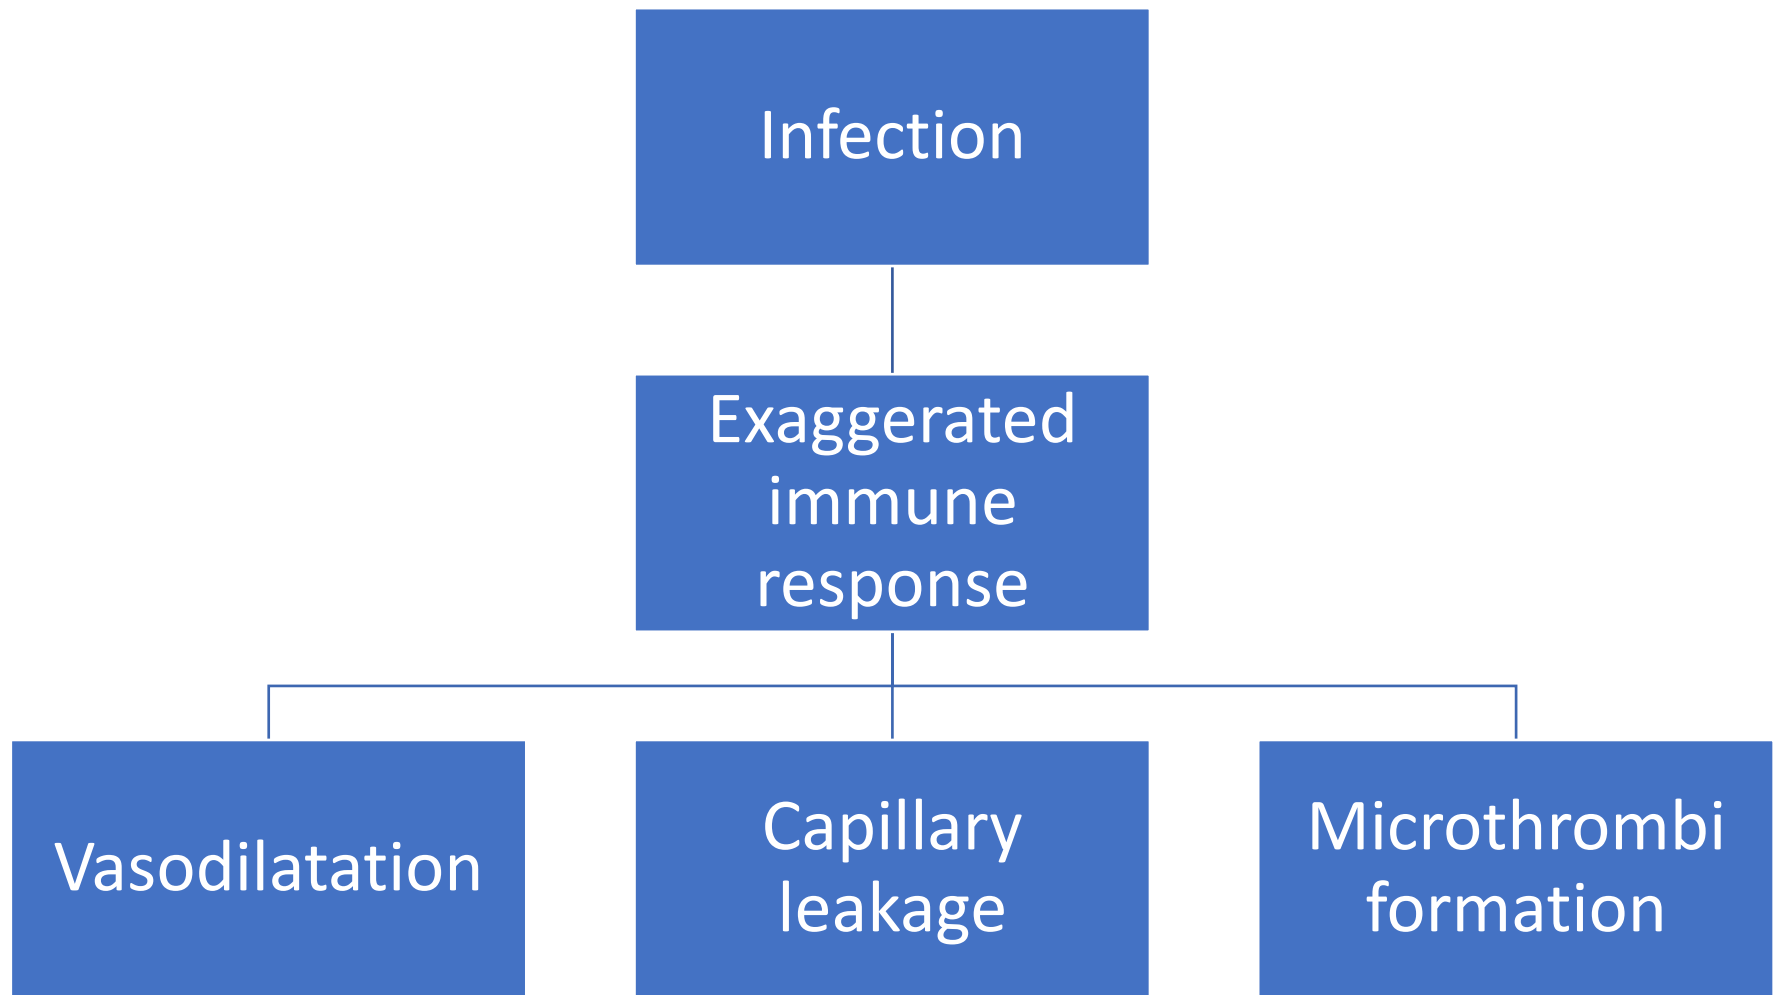 Infection
Exaggerated
immune
response
Vasodilatation
Capillary
leakage
Microthrombi
formation